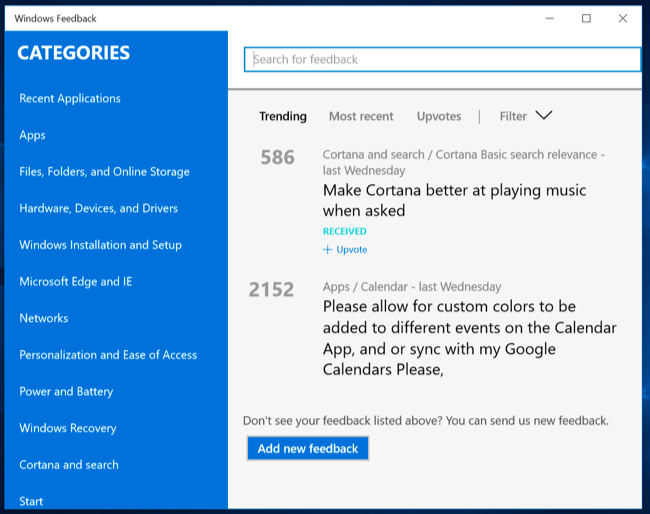 Windows Feedback
CATEGORIES
Recent Applications
Apps
Files, Folders, and Online Storage
Hardware, Devices, and Drivers
Windows Installation and Setup
Microsoft Edge and IE
Networks
Personalization and Ease of Access
Power and Battery
Windows Recovery
Cortana and search
Start
Search for feedback
Trending Most recent Upvotes | Filter
586
Cortana and search / Cortana Basic search relevance -
last Wednesday
Make Cortana better at playing music
when asked
RECEIVED
+ Upvote
2152
Apps / Calendar - last Wednesday
Please allow for custom colors to be
added to different events on the Calendar
App, and or sync with my Google
Calendars Please,
Don't see your feedback listed above? You can send us new feedback.
Add new feedback